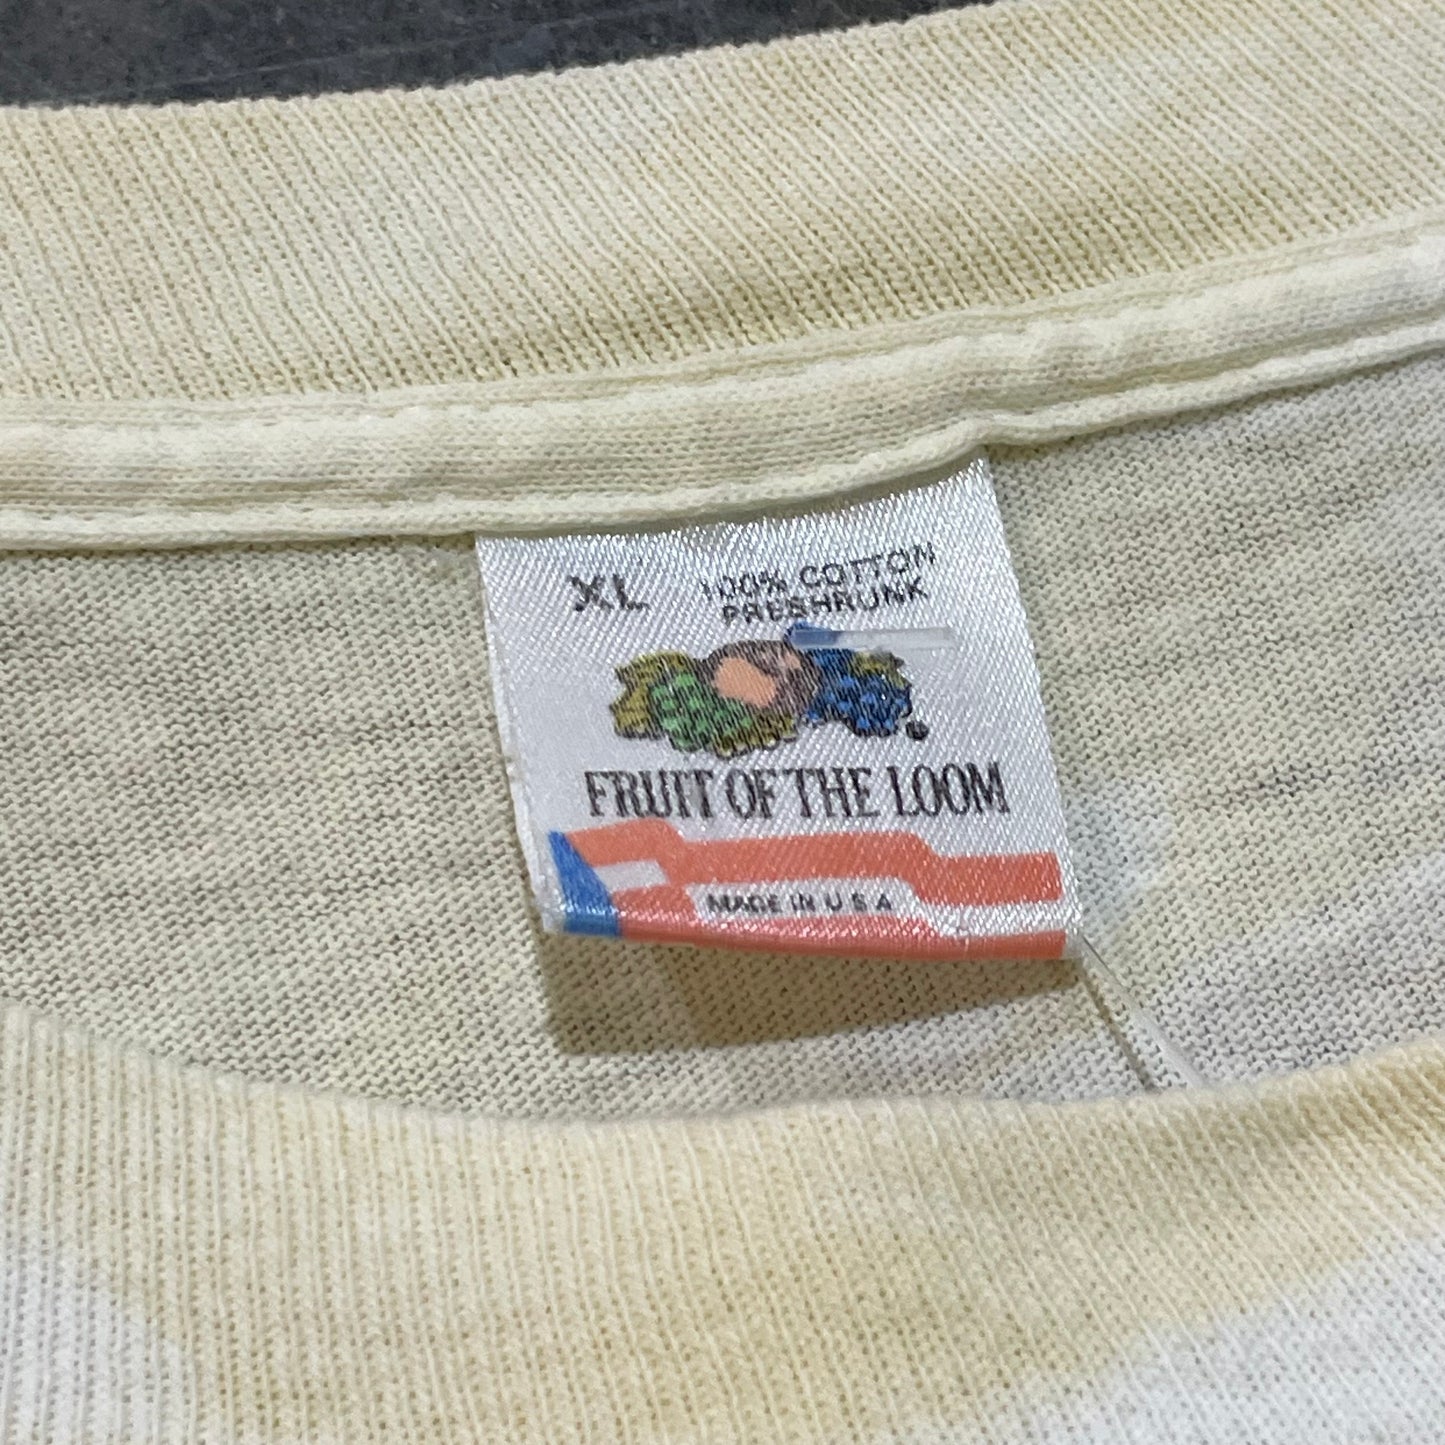 XL
100% COTTON
PRESHRUNK
FRUIT OF THE LOOM
MADE IN U S A